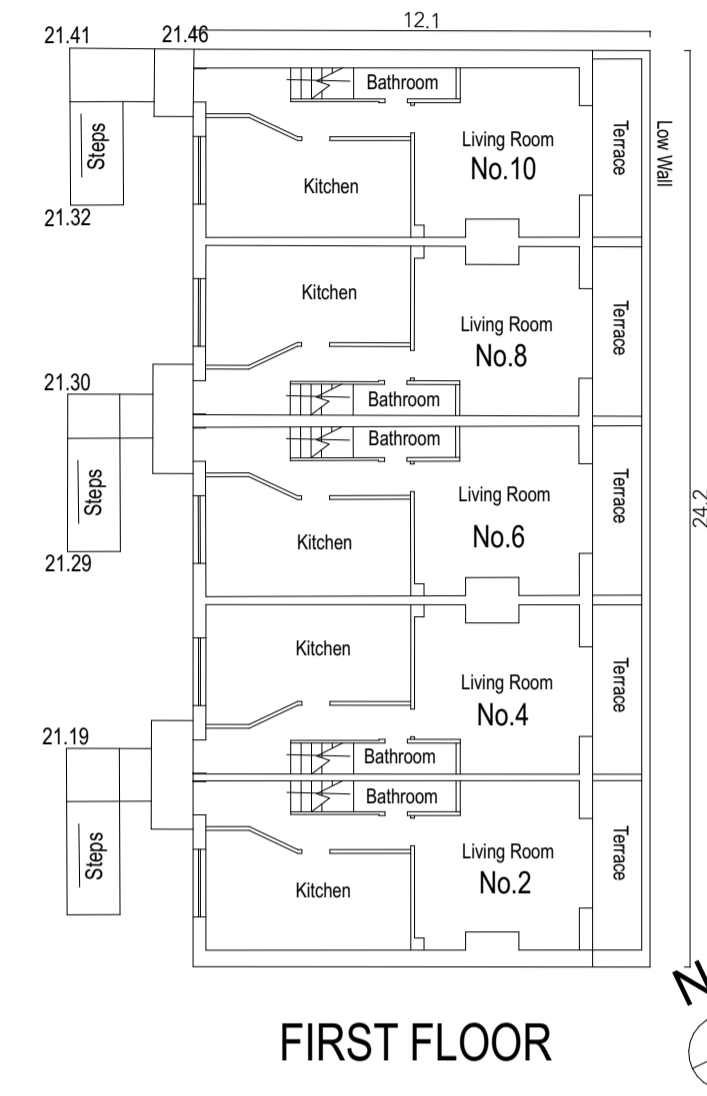 12.1
21.41
21.46
Bathroom
Steps
Living Room
No.10
Terrace
Low Wall
Kitchen
21.32
Kitchen
Living Room
No.8
Terrace
21.30
Bathroom
Bathroom
Steps
Living Room
No.6
Terrace
24.2
Kitchen
21.29
Kitchen
Living Room
No.4
Terrace
21.19
Bathroom
Bathroom
Steps
Living Room
No.2
Terrace
Kitchen
N
FIRST FLOOR